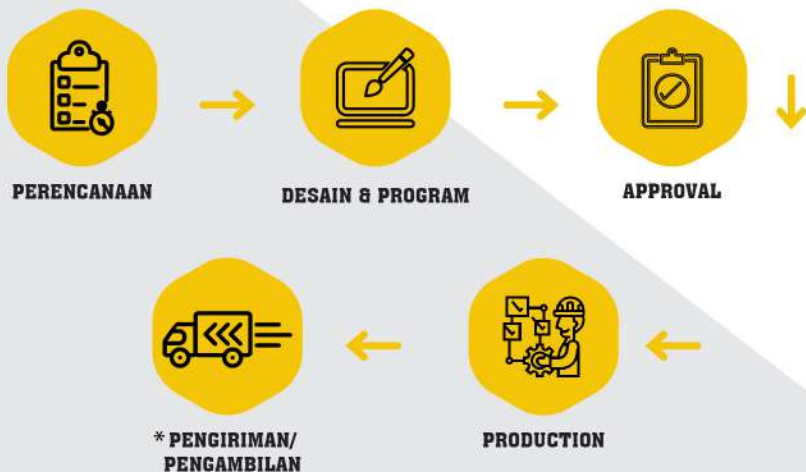 PERENCANAAN
DESAIN & PROGRAM
APPROVAL
PRODUCTION
* PENGIRIMAN/
PENGAMBILAN